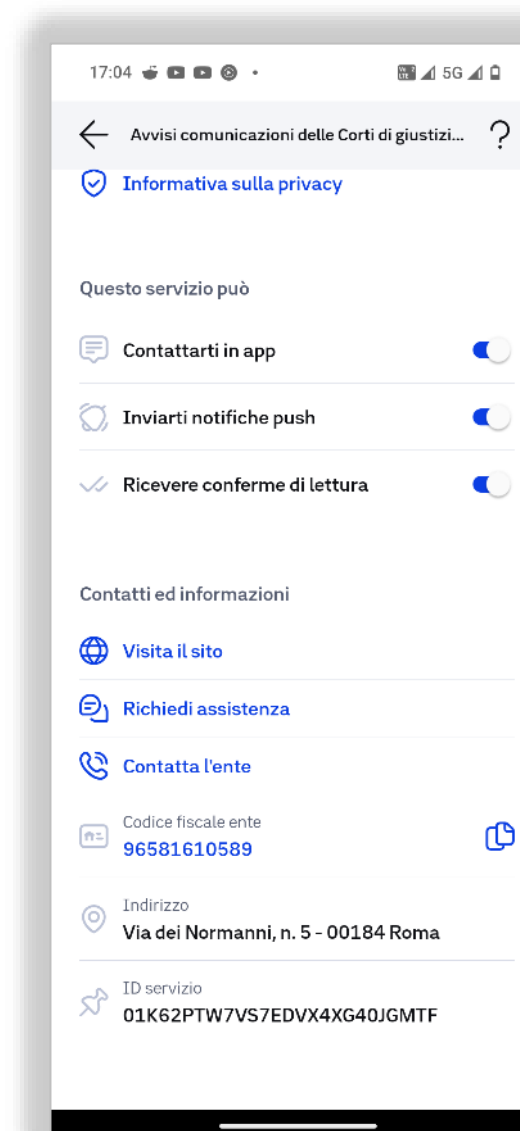 17:04
5G
Avvisi comunicazioni delle Corti di giustizi...
Informativa sulla privacy
Questo servizio può
Contattarti in app
Inviarti notifiche push
Ricevere conferme di lettura
Contatti ed informazioni
Visita il sito
Richiedi assistenza
Contatta l'ente
Codice fiscale ente
96581610589
Indirizzo
Via dei Normanni, n. 5 - 00184 Roma
ID servizio
01K62PTW7VS7EDVX4XG40JGMTF